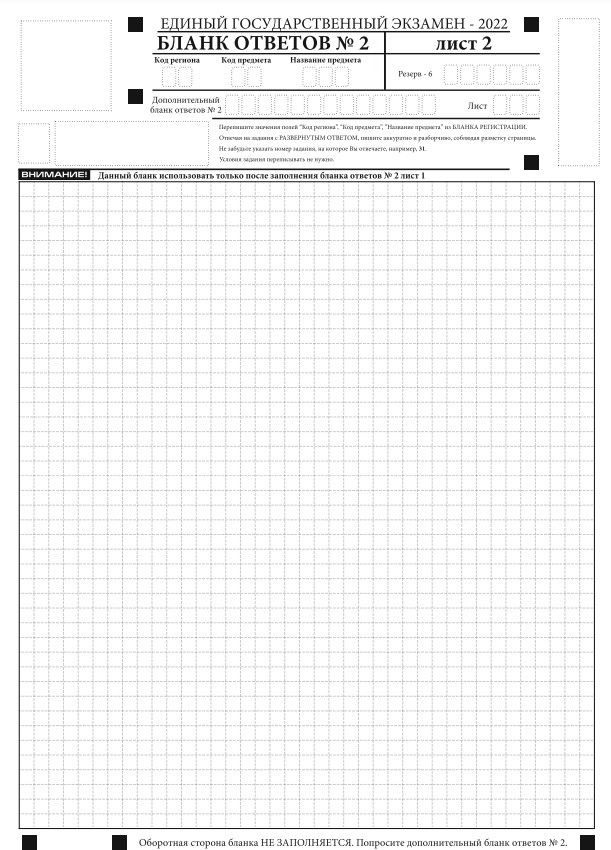 ЕДИНЫЙ ГОСУДАРСТВЕННЫЙ ЭКЗАМЕН - 2022
БЛАНК ОТВЕТОВ № 2 лист 2
Код региона Код предмета Название предмета
Резерв - 6
Дополнительный
бланк ответов № 2
Лист
Перепишите значения полей "Код региона", "Код предмета", "Название предмета" из БЛАНКА РЕГИСТРАЦИИ.
Отвечая на задания с РАЗВЕРНУТЫМ ОТВЕТОМ, пишите аккуратно и разборчиво, соблюдая разметку страницы.
Не забудьте указать номер задания, на которое Вы отвечаете, например, 31.
Условия задания переписывать не нужно.
ВНИМАНИЕ! Данный бланк использовать только после заполнения бланка ответов № 2 лист 1
Оборотная сторона бланка НЕ ЗАПОЛНЯЕТСЯ. Попросите дополнительный бланк ответов № 2.